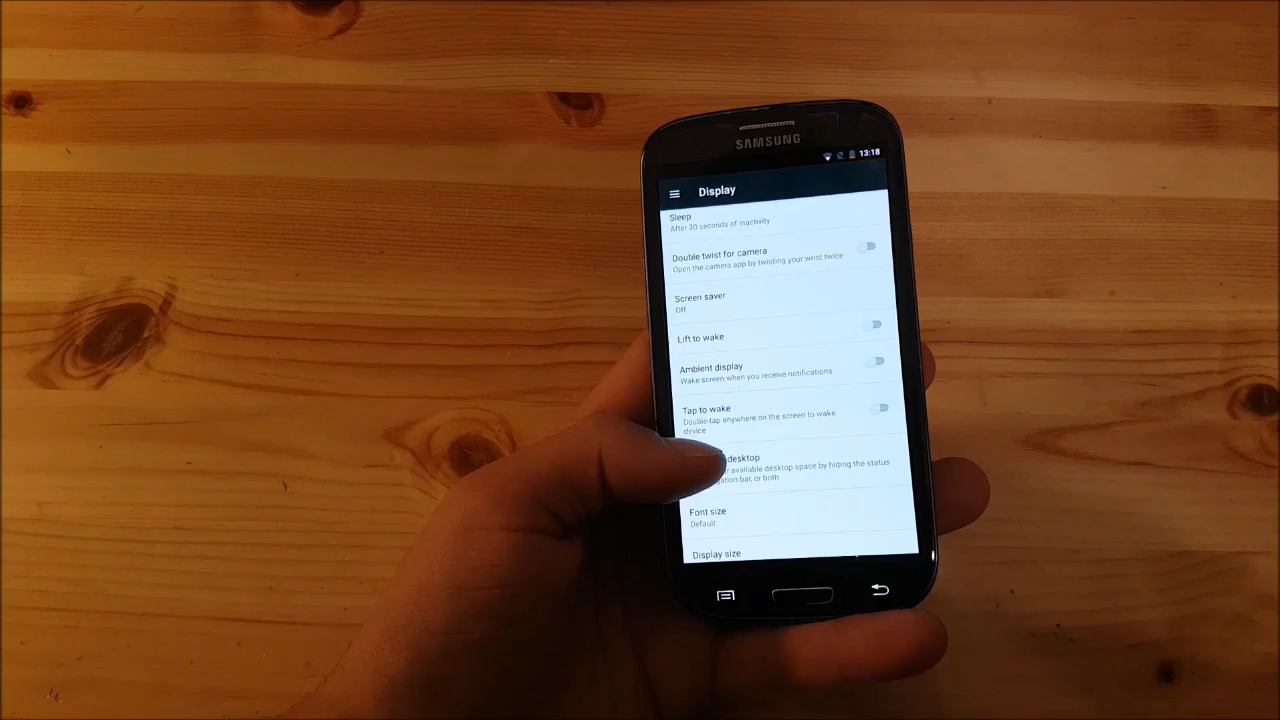 SAMSUNG
13:18
Display
Sleep
After 30 seconds of inactivity
Double twist for camera
Open the camera app by twisting your wrist twice
Screen saver
Off
Lift to wake
Ambient display
Wake screen when you receive notifications
Tap to wake
Double-tap anywhere on the screen to wake
device
desktop
available desktop space by hiding the status
bar, or both
Font size
Default
Display size